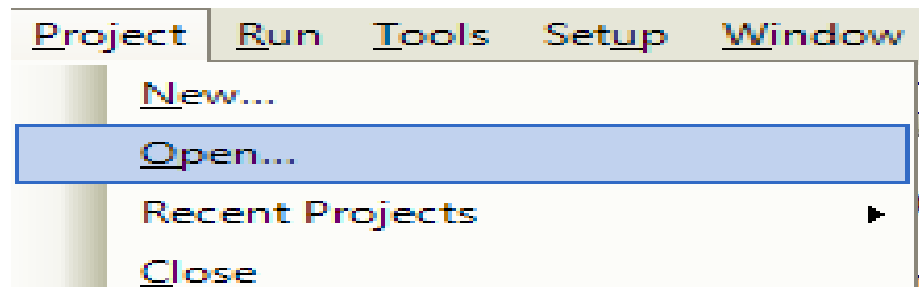 Project Run Tools Setup Window
New...
Open...
Recent Projects
Close